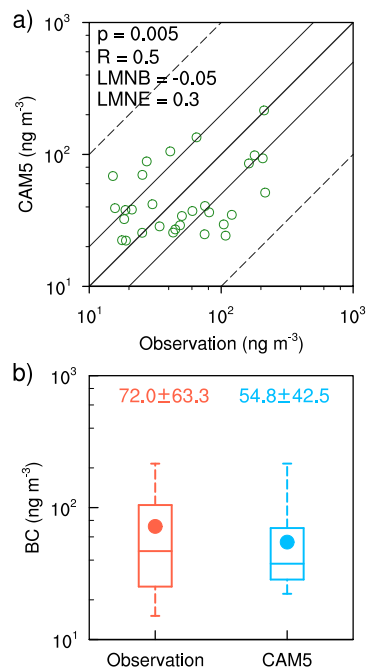 a)
10³
p = 0.005
R = 0.5
LMNB = -0.05
LMNE = 0.3
CAM5 (ng m⁻³)
10²
10¹
10¹ 10² 10³
Observation (ng m⁻³)
b)
10³
72.0±63.3 54.8±42.5
BC (ng m⁻³)
10²
10¹
Observation CAM5